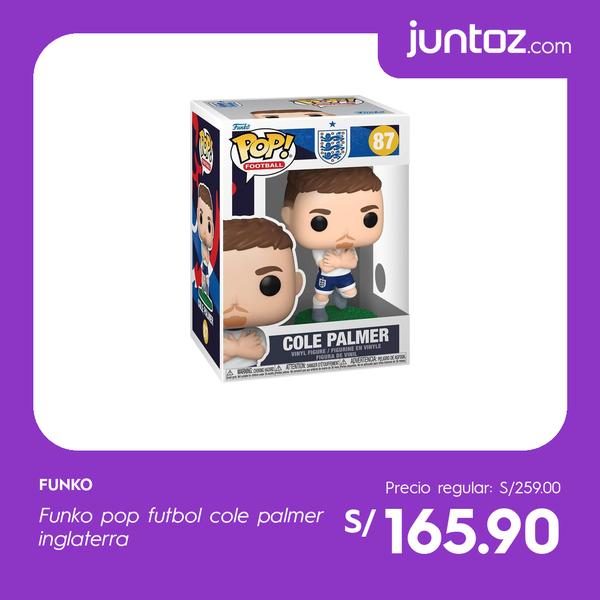 juntoz.com
Funko
POP!
FOOTBALL
87
COLE PALMER
VINYL FIGURE / FIGURINE EN VINYLE
FIGURA DE VINIL
FUNKO
Precio regular: S/259.00
Funko pop futbol cole palmer
inglaterra
S/165.90